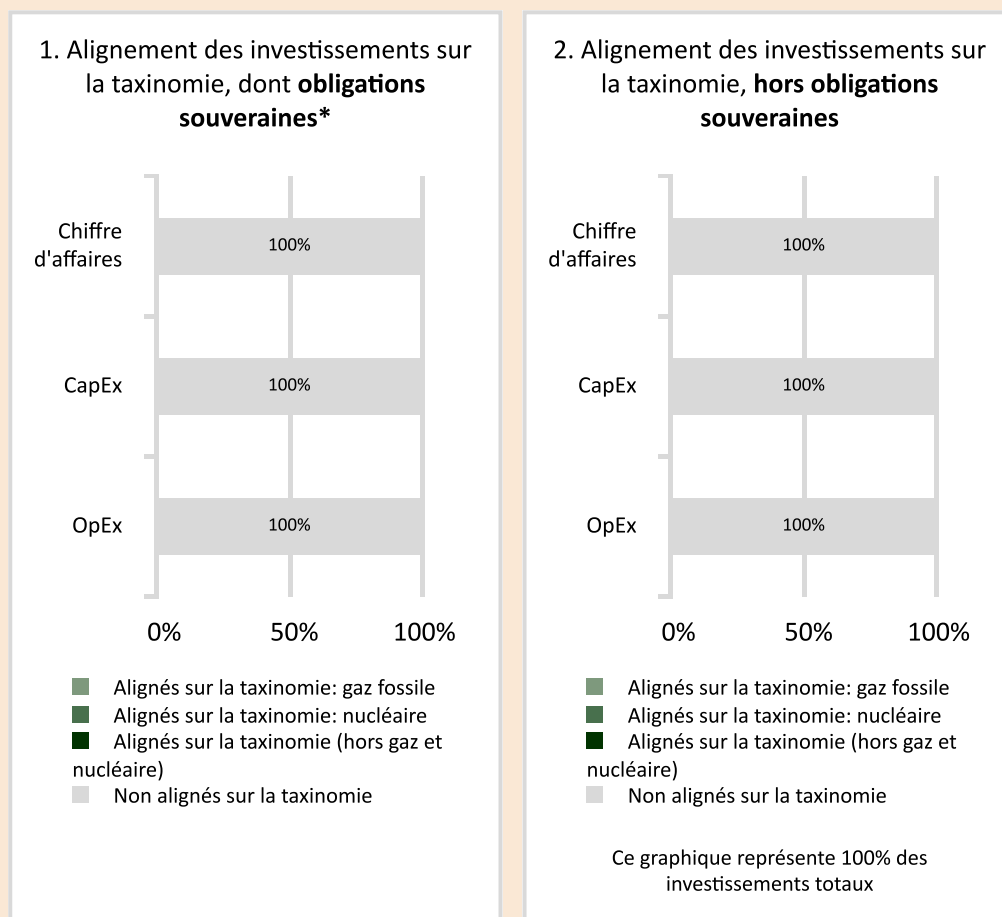 1. Alignement des investissements sur
la taxinomie, dont obligations
souveraines*
Chiffre
d'affaires
100%
CapEx
100%
OpEx
100%
0% 50% 100%
Alignés sur la taxinomie: gaz fossile
Alignés sur la taxinomie: nucléaire
Alignés sur la taxinomie (hors gaz et
nucléaire)
Non alignés sur la taxinomie
2. Alignement des investissements sur
la taxinomie, hors obligations
souveraines
Chiffre
d'affaires
100%
CapEx
100%
OpEx
100%
0% 50% 100%
Alignés sur la taxinomie: gaz fossile
Alignés sur la taxinomie: nucléaire
Alignés sur la taxinomie (hors gaz et
nucléaire)
Non alignés sur la taxinomie
Ce graphique représente 100% des
investissements totaux